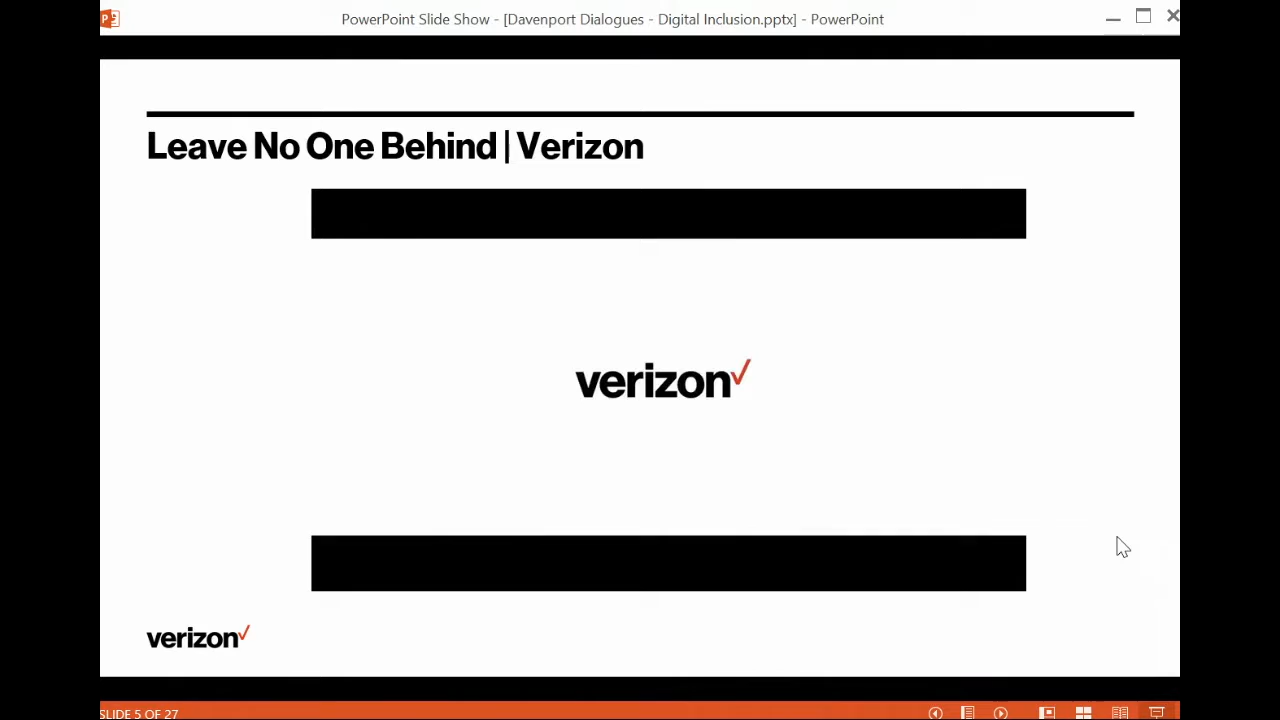 PowerPoint Slide Show - [Davenport Dialogues - Digital Inclusion.pptx] - PowerPoint
Leave No One Behind | Verizon
verizon
verizon
SLIDE 5 OF 27